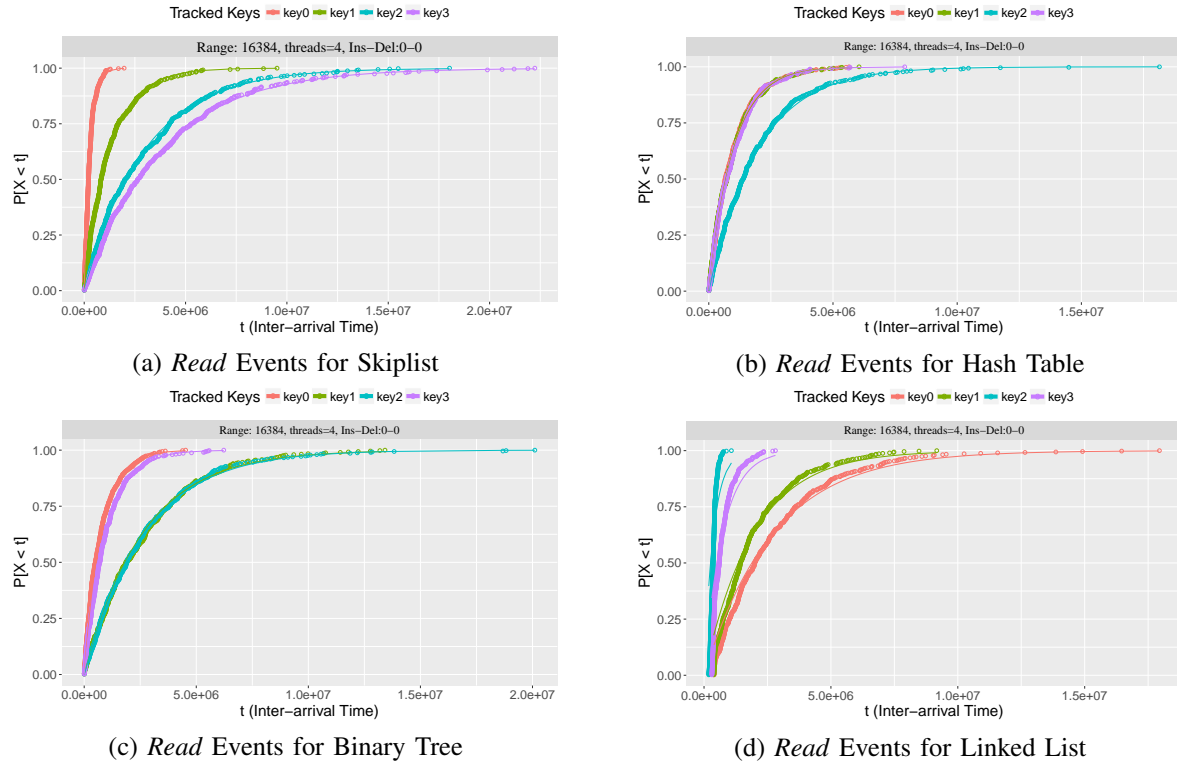 Tracked Keys key0 key1 key2 key3
Range: 16384, threads=4, Ins−Del:0−0
P[X < t]
1.00
0.75
0.50
0.25
0.00
0.0e+00 5.0e+06 1.0e+07 1.5e+07 2.0e+07
t (Inter−arrival Time)
(a) Read Events for Skiplist
Tracked Keys key0 key1 key2 key3
Range: 16384, threads=4, Ins−Del:0−0
P[X < t]
1.00
0.75
0.50
0.25
0.00
0.0e+00 5.0e+06 1.0e+07 1.5e+07
t (Inter−arrival Time)
(b) Read Events for Hash Table
Tracked Keys key0 key1 key2 key3
Range: 16384, threads=4, Ins−Del:0−0
P[X < t]
1.00
0.75
0.50
0.25
0.00
0.0e+00 5.0e+06 1.0e+07 1.5e+07 2.0e+07
t (Inter−arrival Time)
(c) Read Events for Binary Tree
Tracked Keys key0 key1 key2 key3
Range: 16384, threads=4, Ins−Del:0−0
P[X < t]
1.00
0.75
0.50
0.25
0.00
0.0e+00 5.0e+06 1.0e+07 1.5e+07
t (Inter−arrival Time)
(d) Read Events for Linked List